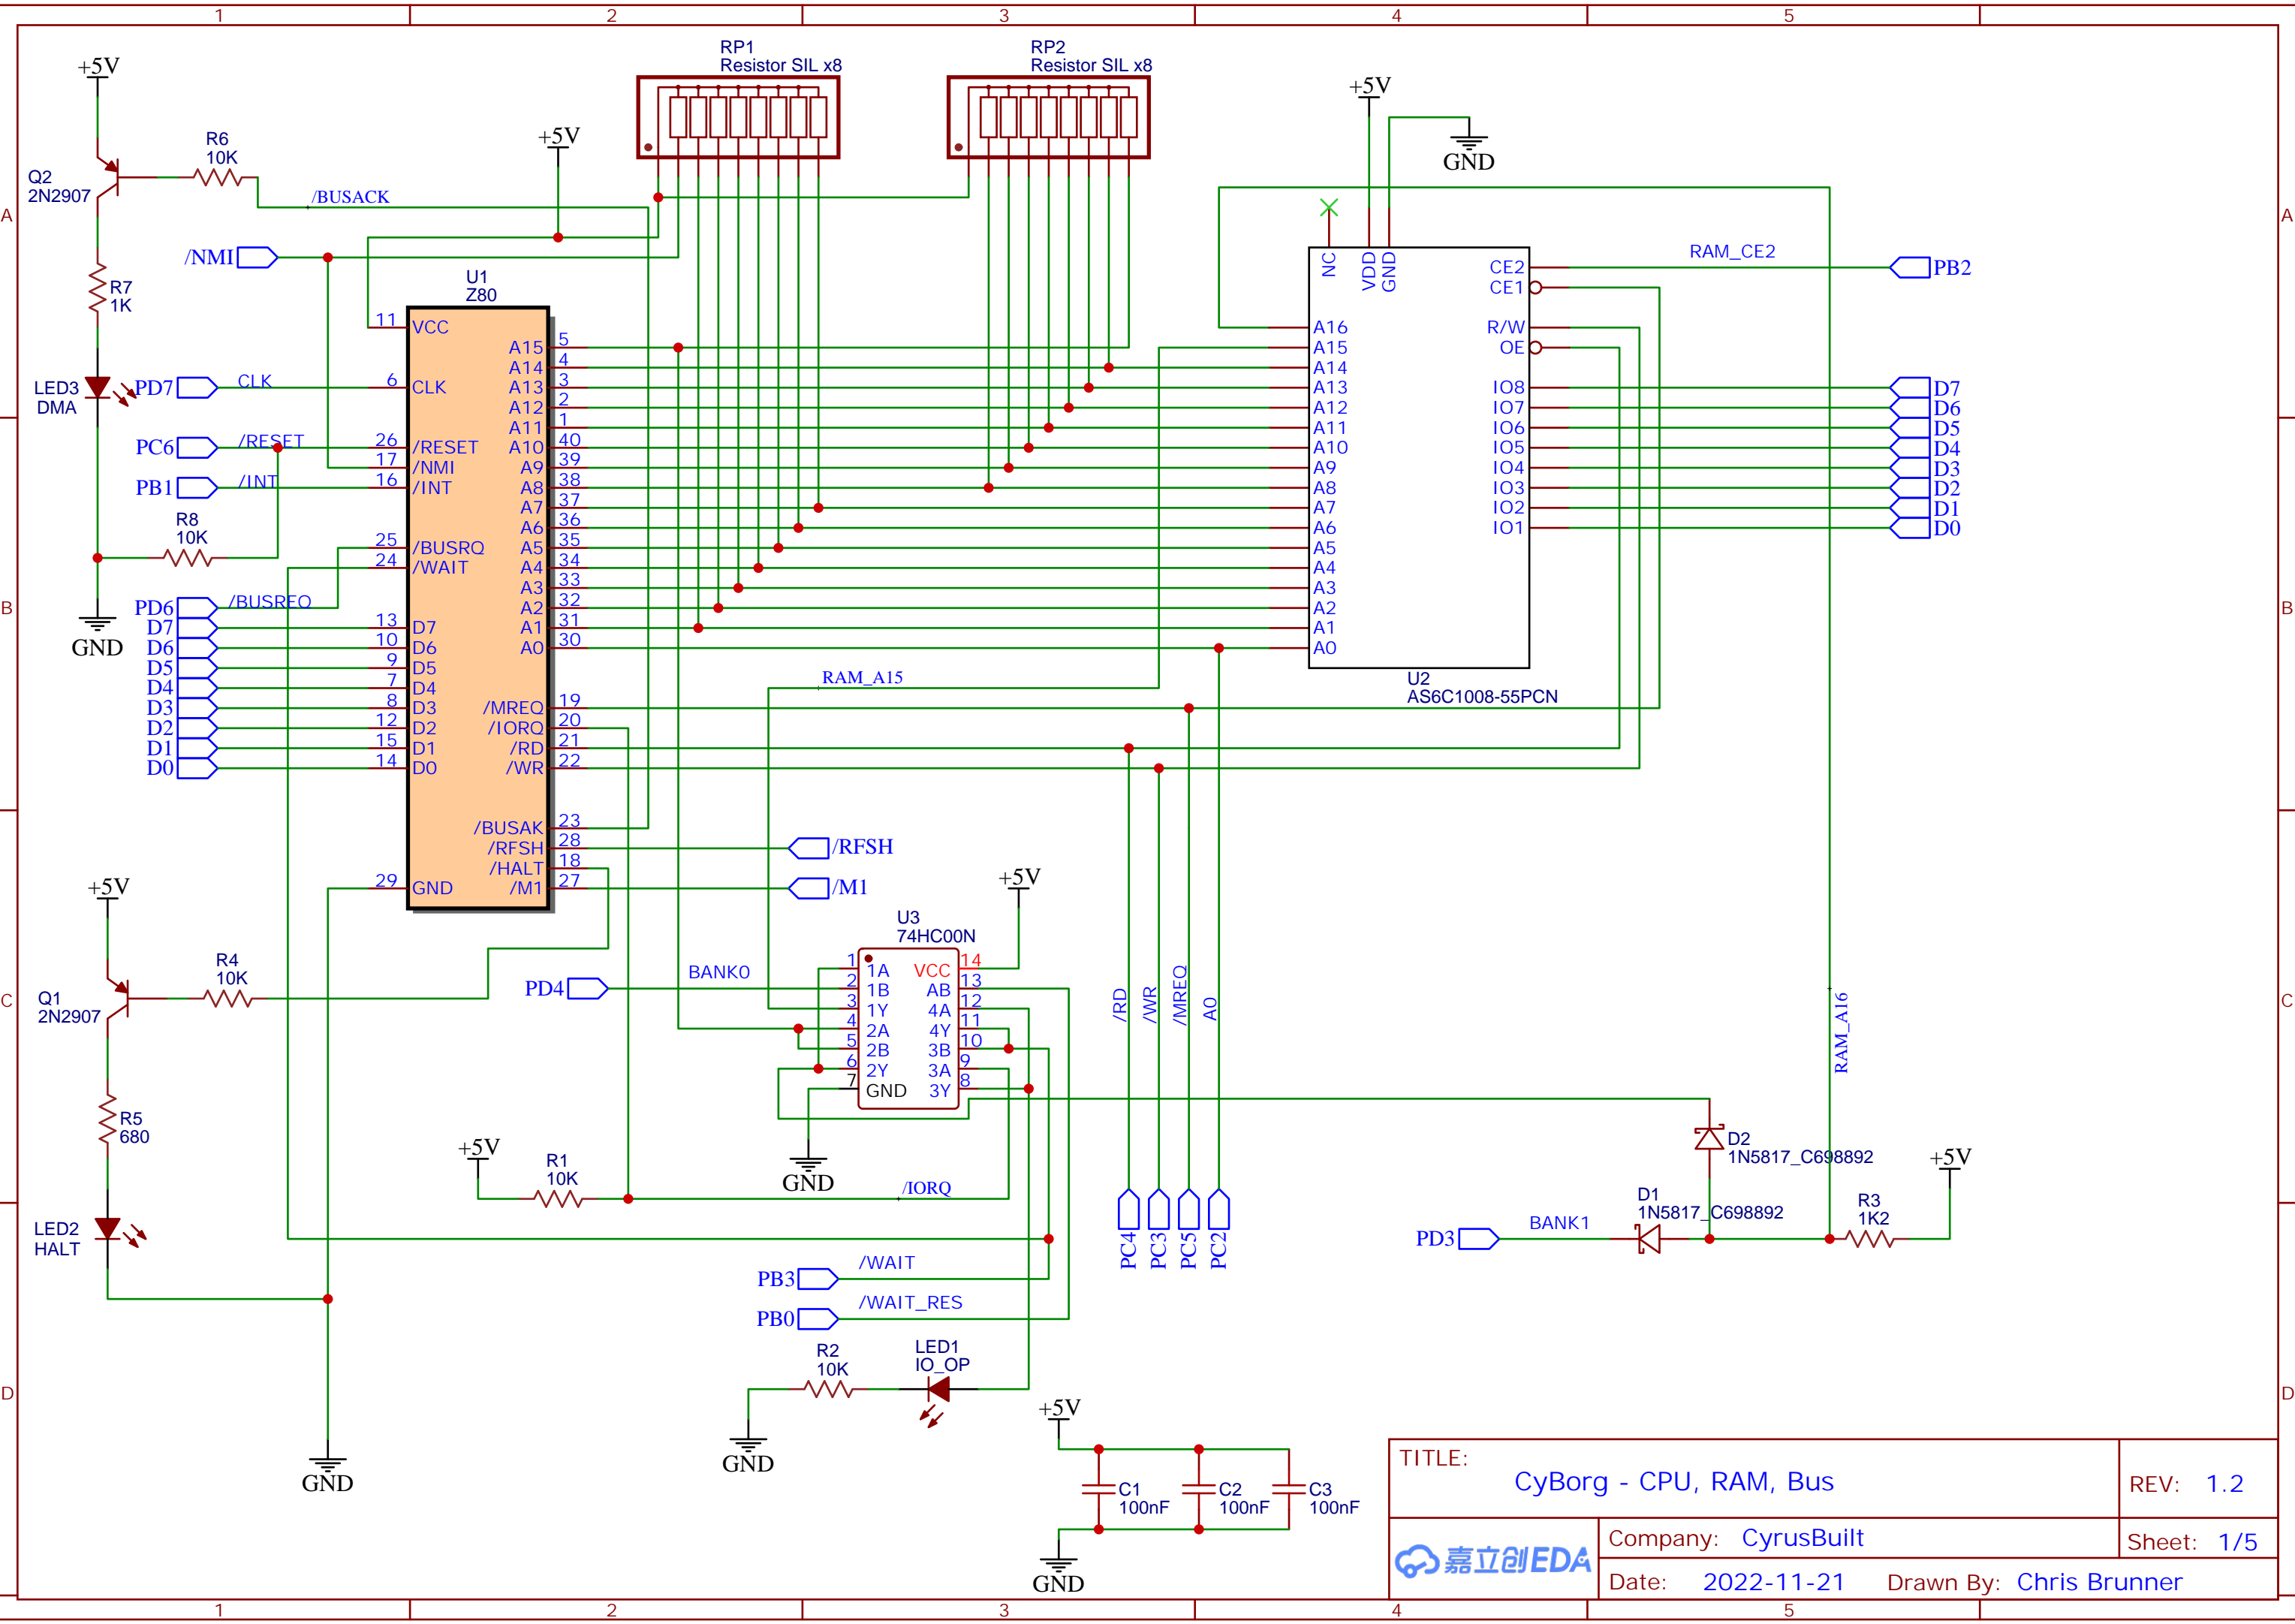 1 2 3 4 5
A
B
C
D
A
B
C
D
1 2 3 4 5
+5V
R6
10K
Q2
2N2907
/BUSACK
/NMI
R7
1K
LED3
DMA
PD7
CLK
PC6
/RESET
PB1
/INT
R8
10K
GND
PD6
/BUSREQ
D7
D6
D5
D4
D3
D2
D1
D0
+5V
RP1
Resistor SIL x8
RP2
Resistor SIL x8
U1
Z80
11 VCC
6 CLK
26 /RESET
17 /NMI
16 /INT
25 /BUSRQ
24 /WAIT
13 D7
10 D6
9 D5
7 D4
8 D3
12 D2
15 D1
14 D0
29 GND
A15 5
A14 4
A13 3
A12 2
A11 1
A10 40
A9 39
A8 38
A7 37
A6 36
A5 35
A4 34
A3 33
A2 32
A1 31
A0 30
/MREQ 19
/IORQ 20
/RD 21
/WR 22
/BUSAK 23
/RFSH 28
/HALT 18
/M1 27
/RFSH
/M1
RAM_A15
+5V
GND
NC
VDD
GND
A16
A15
A14
A13
A12
A11
A10
A9
A8
A7
A6
A5
A4
A3
A2
A1
A0
CE2
CE1
R/W
OE
IO8
IO7
IO6
IO5
IO4
IO3
IO2
IO1
U2
AS6C1008-55PCN
RAM_CE2
PB2
D7
D6
D5
D4
D3
D2
D1
D0
+5V
R4
10K
Q1
2N2907
R5
680
LED2
HALT
GND
PD4
BANK0
U3
74HC00N
+5V
1 1A
2 1B
3 1Y
4 2A
5 2B
6 2Y
7 GND
VCC 14
AB 13
4A 12
4Y 11
3B 10
3A 9
3Y 8
GND
+5V
R1
10K
/IORQ
PB3
/WAIT
PB0
/WAIT_RES
R2
10K
LED1
IO_OP
GND
/RD
/WR
/MREQ
A0
PC4
PC3
PC5
PC2
RAM_A16
D2
1N5817_C698892
D1
1N5817_C698892
PD3
BANK1
R3
1K2
+5V
+5V
C1
100nF
C2
100nF
C3
100nF
GND
TITLE:
CyBorg - CPU, RAM, Bus
REV: 1.2
嘉立创EDA
Company: CyrusBuilt
Sheet: 1/5
Date: 2022-11-21
Drawn By: Chris Brunner